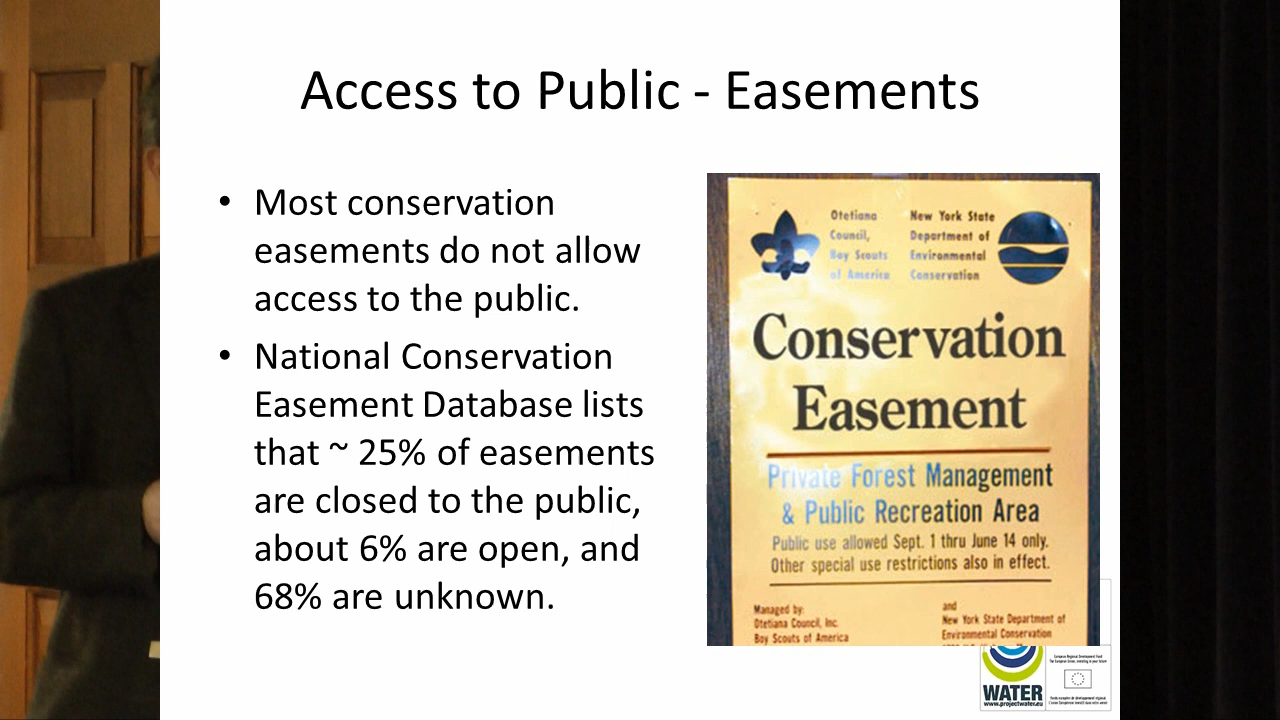 Access to Public - Easements
• Most conservation
easements do not allow
access to the public.
• National Conservation
Easement Database lists
that ~ 25% of easements
are closed to the public,
about 6% are open, and
68% are unknown.
Otetiana
Council,
Boy Scouts
of America
New York State
Department of
Environmental
Conservation
Conservation
Easement
Private Forest Management
& Public Recreation Area
Public use allowed Sept. 1 thru June 14 only.
Other special use restrictions also in effect.
Managed by:
Otetiana Council, Inc.
Boy Scouts of America
and
New York State Department of
Environmental Conservation
WATER
www.projectwater.eu